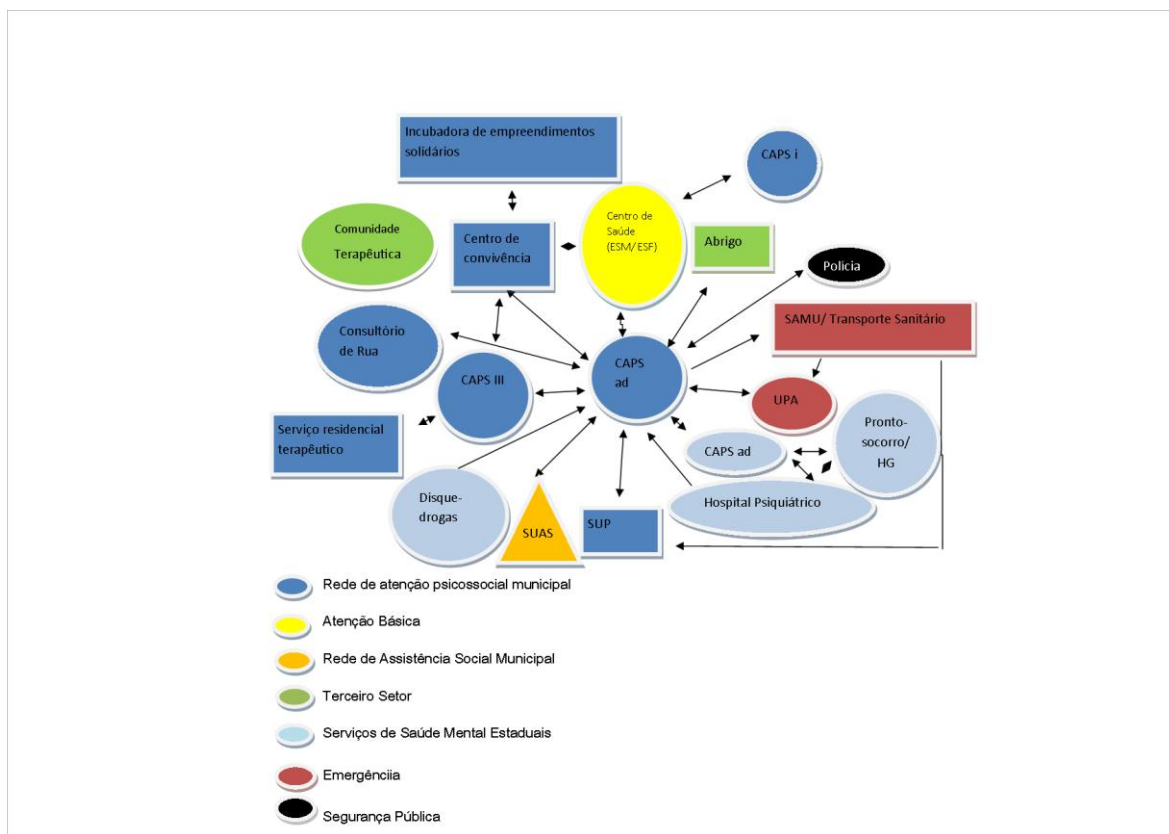 Incubadora de empreendimentos
solidários
CAPS i
Comunidade
Terapêutica
Centro de
convivência
Centro de
Saúde
(ESM/ ESF)
Abrigo
Polícia
Consultório
de Rua
CAPS III
CAPS
ad
SAMU/ Transporte Sanitário
UPA
Pronto-
socorro/
HG
Serviço residencial
terapêutico
CAPS ad
Hospital Psiquiátrico
Disque-
drogas
SUAS
SUP
Rede de atenção psicossocial municipal
Atenção Básica
Rede de Assistência Social Municipal
Terceiro Setor
Serviços de Saúde Mental Estaduais
Emergênciia
Segurança Pública